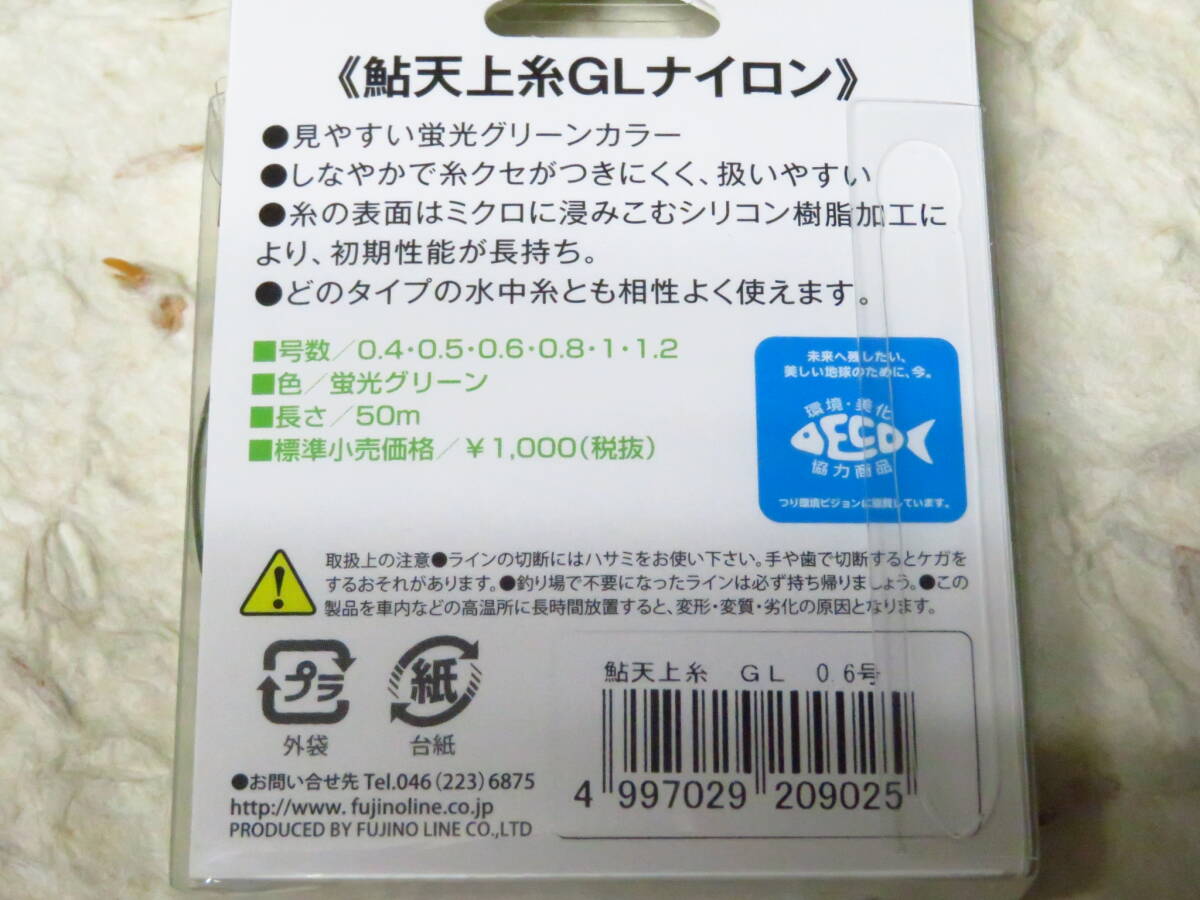 《鮎天上糸GLナイロン》
●見やすい蛍光グリーンカラー
●しなやかで糸クセがつきにくく、扱いやすい
●糸の表面はミクロに浸みこむシリコン樹脂加工に
より、初期性能が長持ち。
●どのタイプの水中糸とも相性よく使えます。
■号数/0.4・0.5・0.6・0.8・1・1.2
■色/蛍光グリーン
■長さ/50m
■標準小売価格/￥1,000(税抜)
未来へ残したい、
美しい地球のために、今。
環境・美化
ECO
協力商品
つり環境ビジョンに協賛しています。
取扱上の注意●ラインの切断にはハサミをお使い下さい。手や歯で切断するとケガを
するおそれがあります。●釣り場で不要になったラインは必ず持ち帰りましょう。●この
製品を車内などの高温所に長時間放置すると、変形・変質・劣化の原因となります。
プラ
外袋
紙
台紙
●お問い合せ先 Tel.046(223)6875
http://www.fujinoline.co.jp
PRODUCED BY FUJINO LINE CO.,LTD
鮎天上糸 GL 0.6号
4 997029 209025